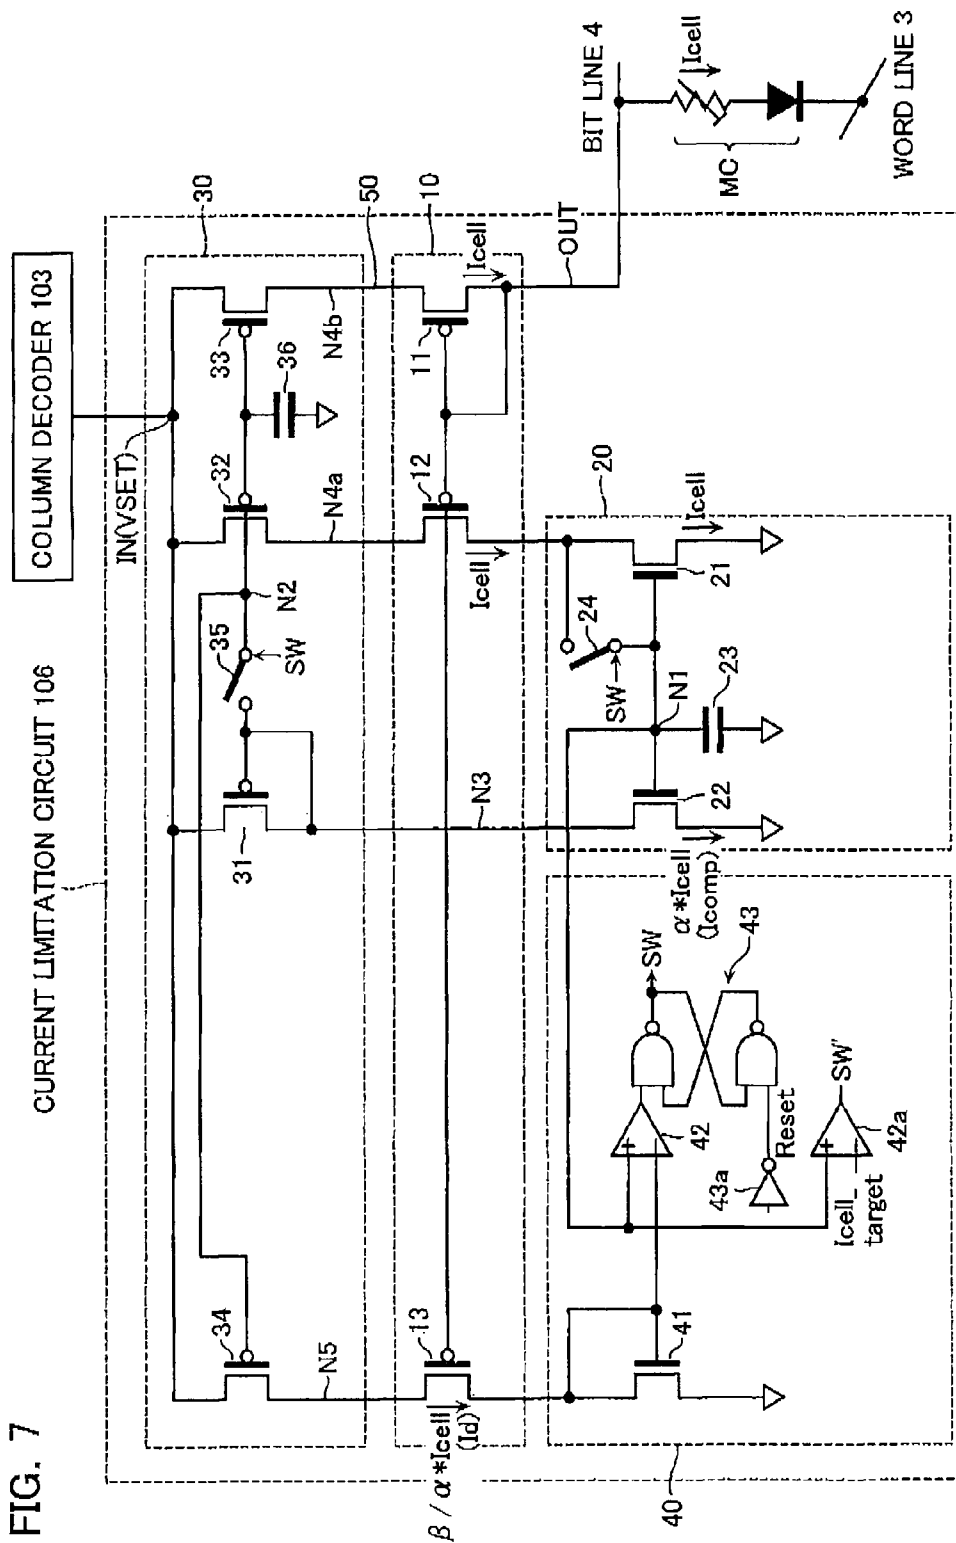 FIG. 7
CURRENT LIMITATION CIRCUIT 106
COLUMN DECODER 103
IN(VSET)
30
34
31
35
SW
N2
32
33
36
N5
N3
N4a
N4b
50
10
β / α*Icell
(Id)
13
12
11
Icell
Icell
OUT
BIT LINE 4
Icell
MC
WORD LINE 3
40
41
42
+
43
SW
43a
Reset
Icell_
target
+
42a
SW'
20
24
SW
N1
23
22
21
α*Icell
(Icomp)
Icell